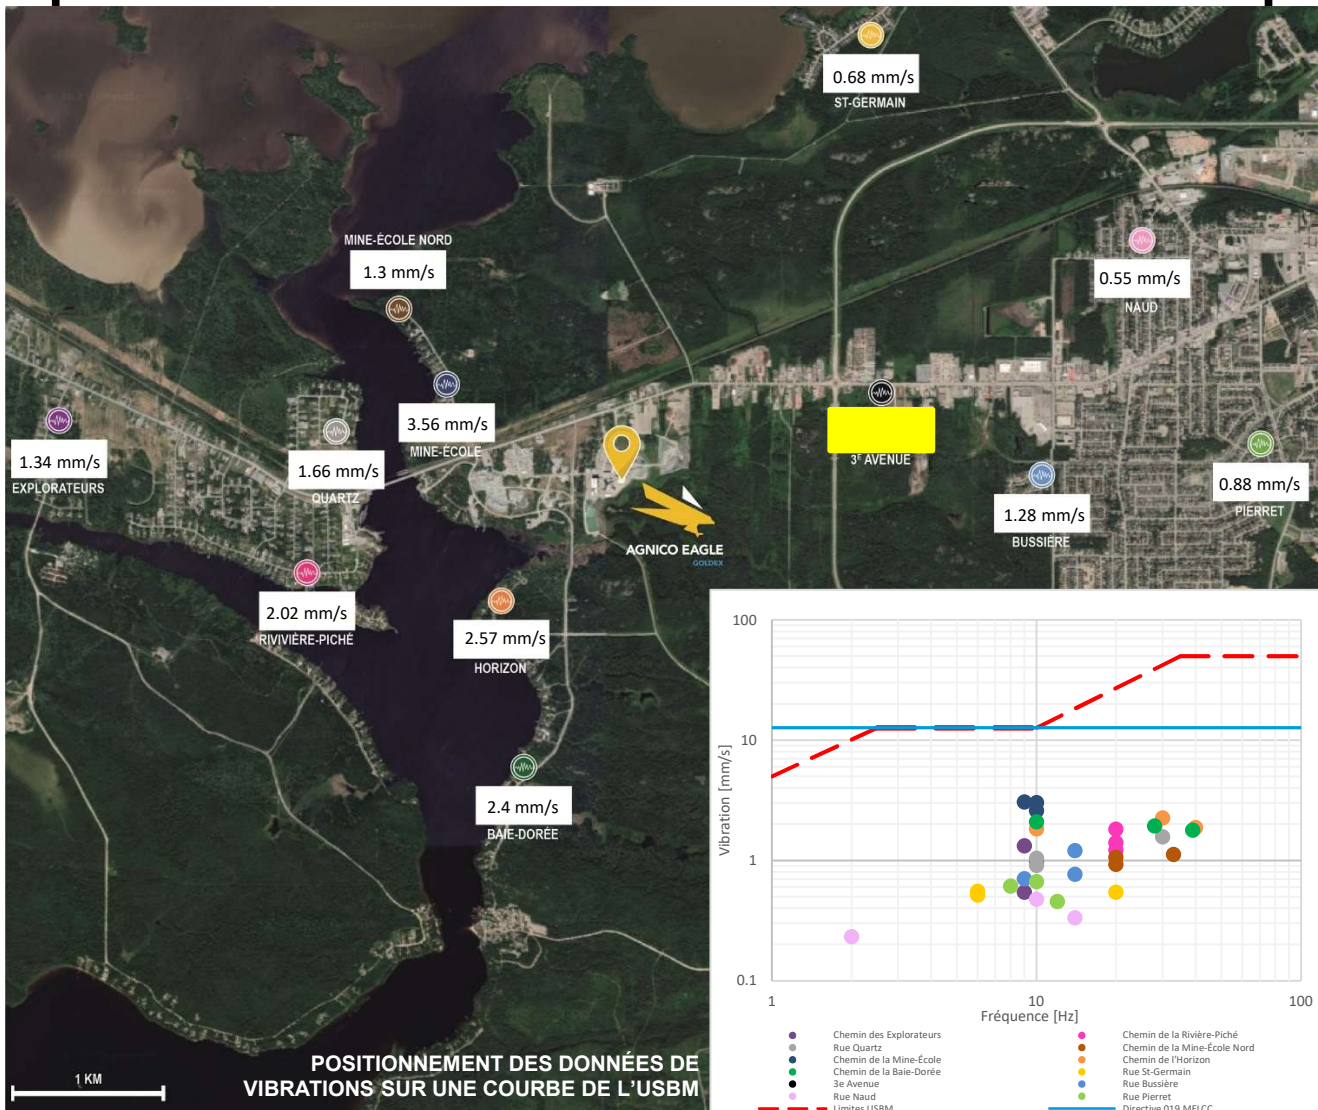 0.68 mm/s
ST-GERMAIN
MINE-ÉCOLE NORD
1.3 mm/s
0.55 mm/s
NAUD
3.56 mm/s
MINE-ÉCOLE
1.34 mm/s
EXPLORATEURS
1.66 mm/s
QUARTZ
3E AVENUE
0.88 mm/s
PIERRET
1.28 mm/s
BUSSIÈRE
AGNICO EAGLE
GOLDEX
2.02 mm/s
RIVIVIÈRE-PICHÉ
2.57 mm/s
HORIZON
2.4 mm/s
BAIE-DORÉE
100
10
1
0.1
Vibration [mm/s]
1
10
100
Fréquence [Hz]
Chemin des Explorateurs
Chemin de la Rivière-Piché
Rue Quartz
Chemin de la Mine-École Nord
Chemin de la Mine-École
Chemin de l'Horizon
Chemin de la Baie-Dorée
Rue St-Germain
3e Avenue
Rue Bussière
Rue Naud
Rue Pierret
Limites USBM
Directive 019 MELCC
POSITIONNEMENT DES DONNÉES DE
VIBRATIONS SUR UNE COURBE DE L'USBM
1 KM